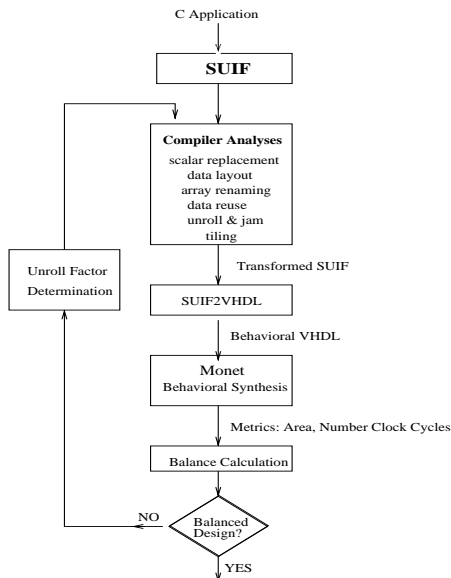 C Application
SUIF
Compiler Analyses
scalar replacement
data layout
array renaming
data reuse
unroll & jam
tiling
Unroll Factor
Determination
Transformed SUIF
SUIF2VHDL
Behavioral VHDL
Monet
Behavioral Synthesis
Metrics: Area, Number Clock Cycles
Balance Calculation
NO
Balanced
Design?
YES